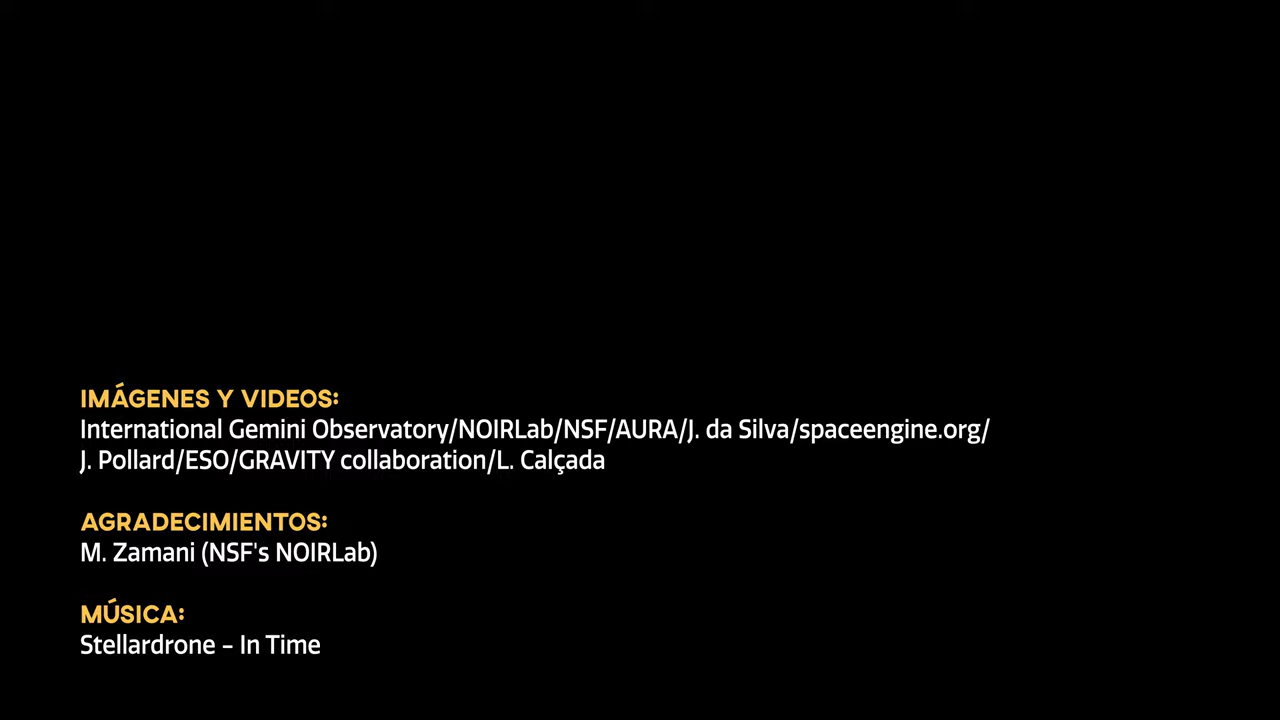 IMÁGENES Y VIDEOS:
International Gemini Observatory/NOIRLab/NSF/AURA/J. da Silva/spaceengine.org/
J. Pollard/ESO/GRAVITY collaboration/L. Calçada
AGRADECIMIENTOS:
M. Zamani (NSF's NOIRLab)
MÚSICA:
Stellardrone – In Time